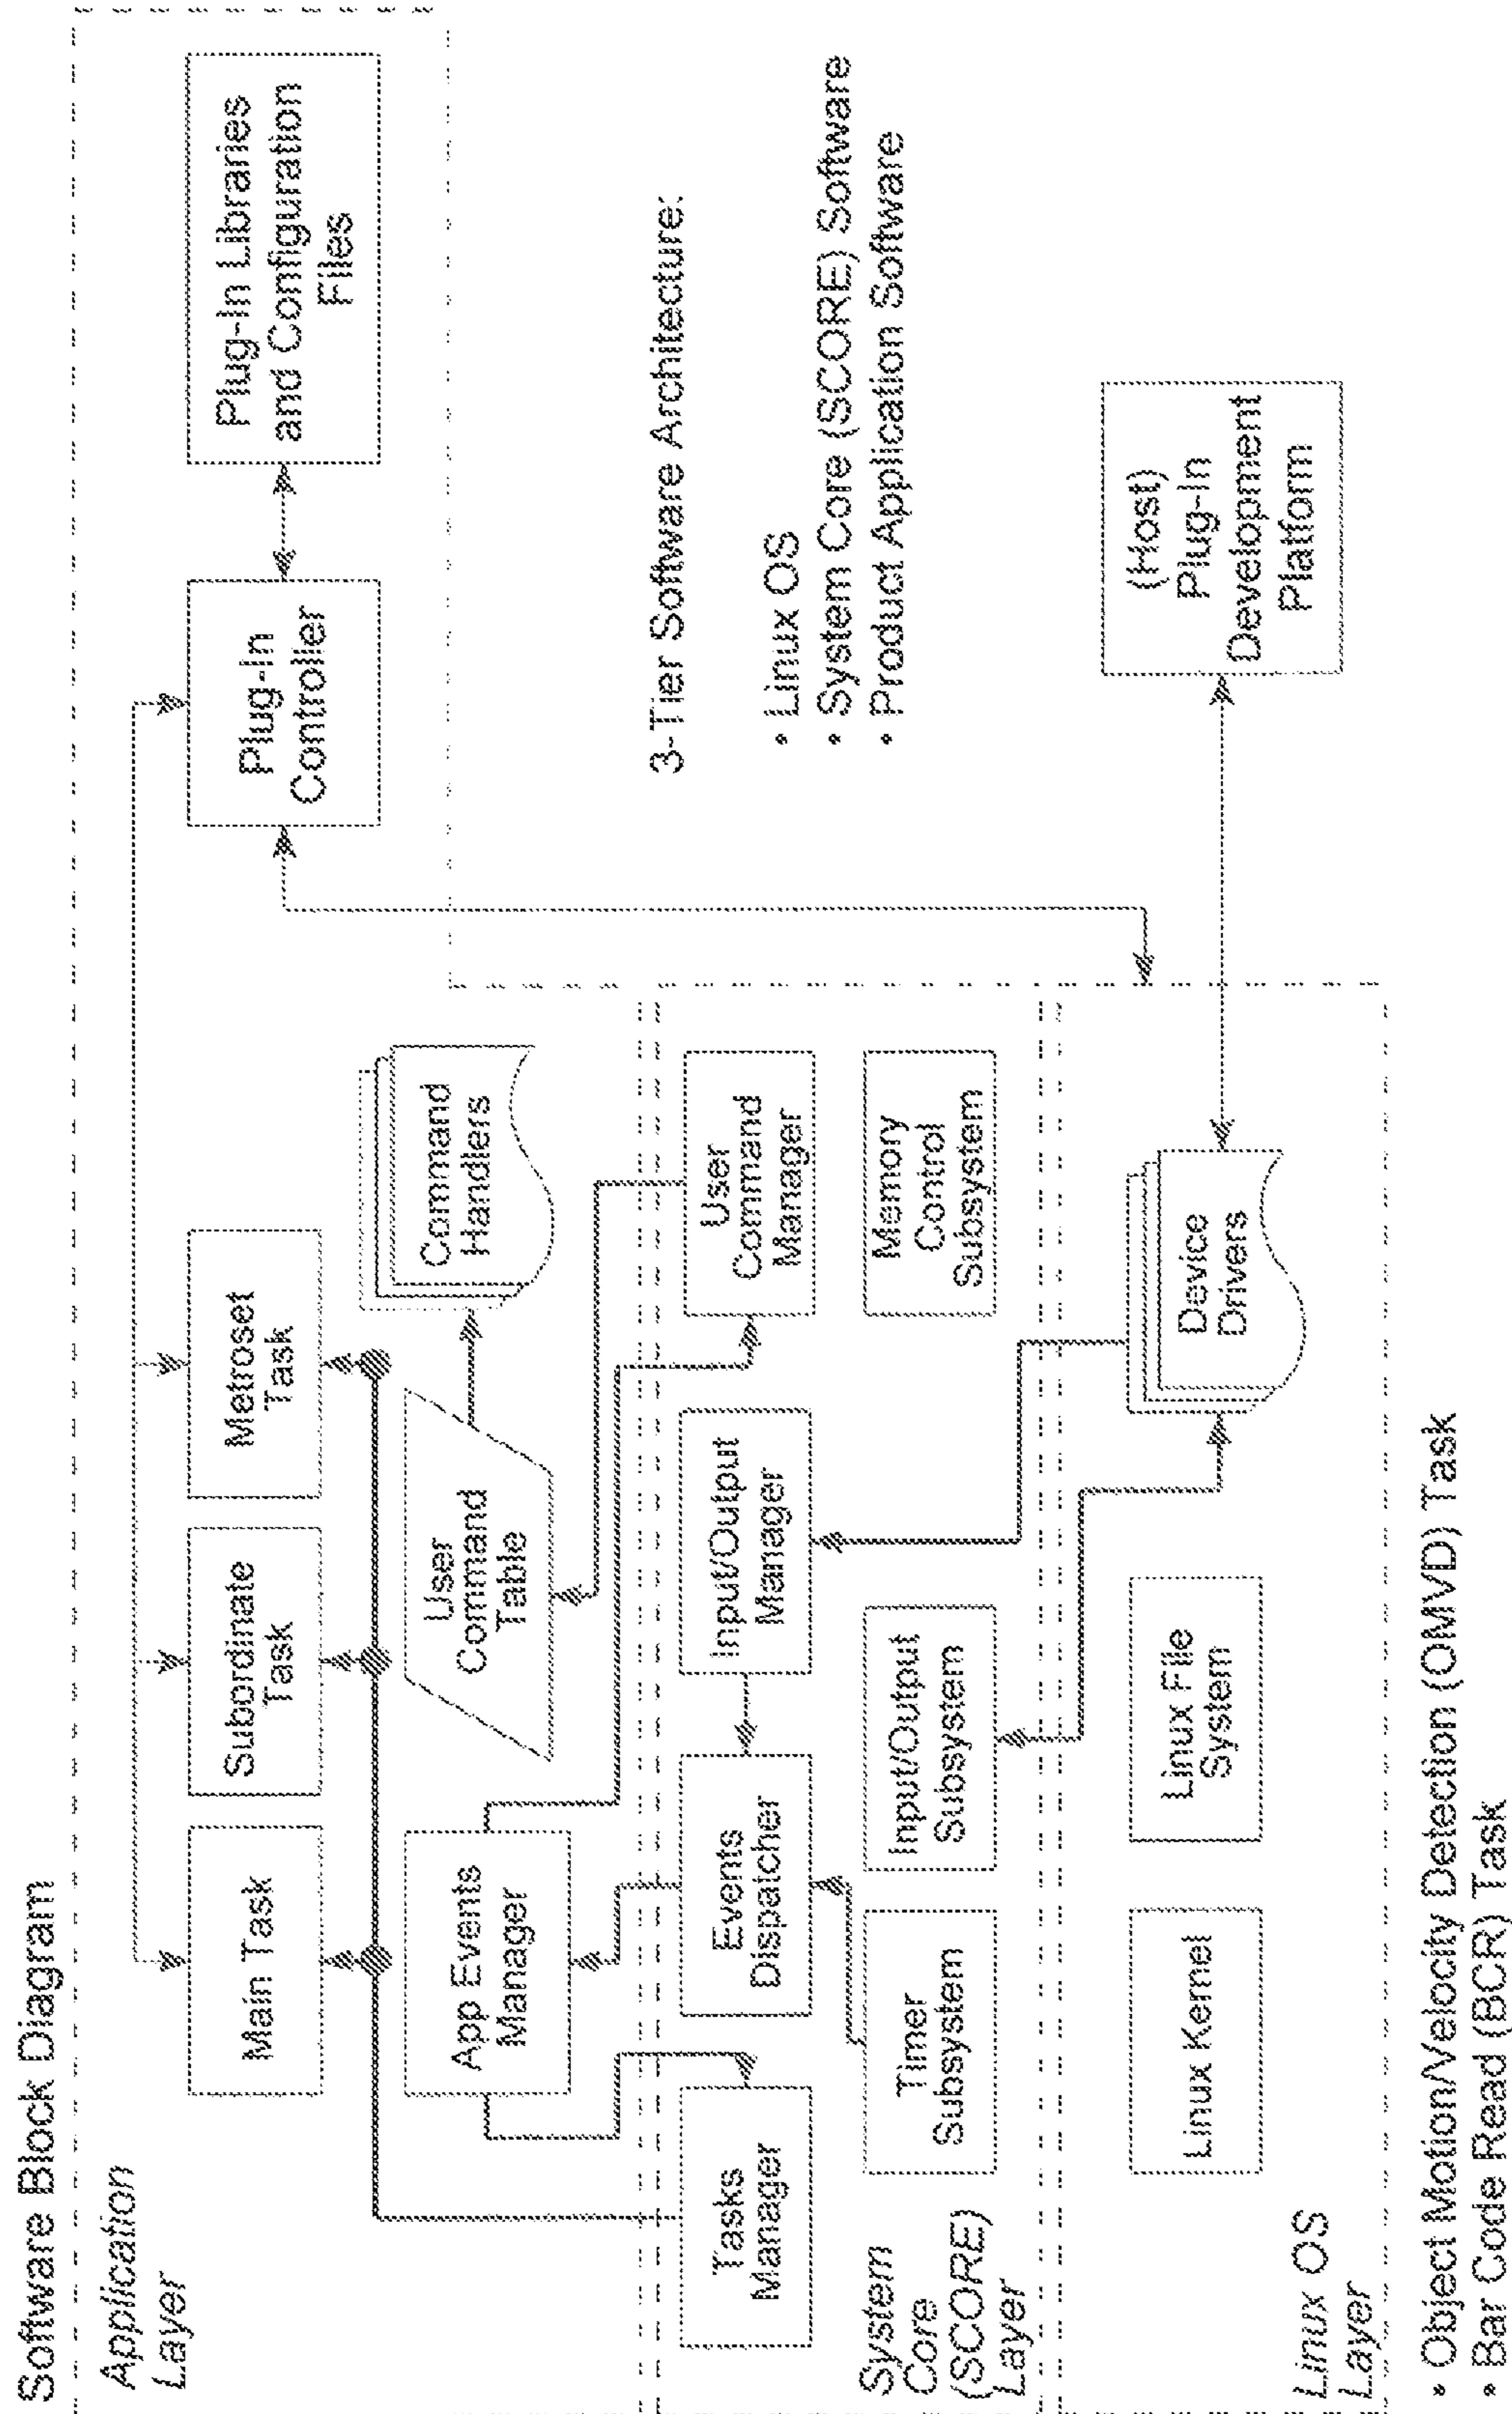 Software Block Diagram
Application
Layer
Main Task
Subordinate
Task
Metroset
Task
Plug-In
Controller
Plug-In Libraries
and Configuration
Files
App Events
Manager
User
Command
Table
Command
Handlers
3-Tier Software Architecture:
• Linux OS
• System Core (SCORE) Software
• Product Application Software
Tasks
Manager
Events
Dispatcher
Input/Output
Manager
User
Command
Manager
System
Core
(SCORE)
Layer
Timer
Subsystem
Input/Output
Subsystem
Memory
Control
Subsystem
Linux OS
Layer
Linux Kernel
Linux File
System
Device
Drivers
(Host)
Plug-In
Development
Platform
• Object Motion/Velocity Detection (OMVD) Task
• Bar Code Read (BCR) Task